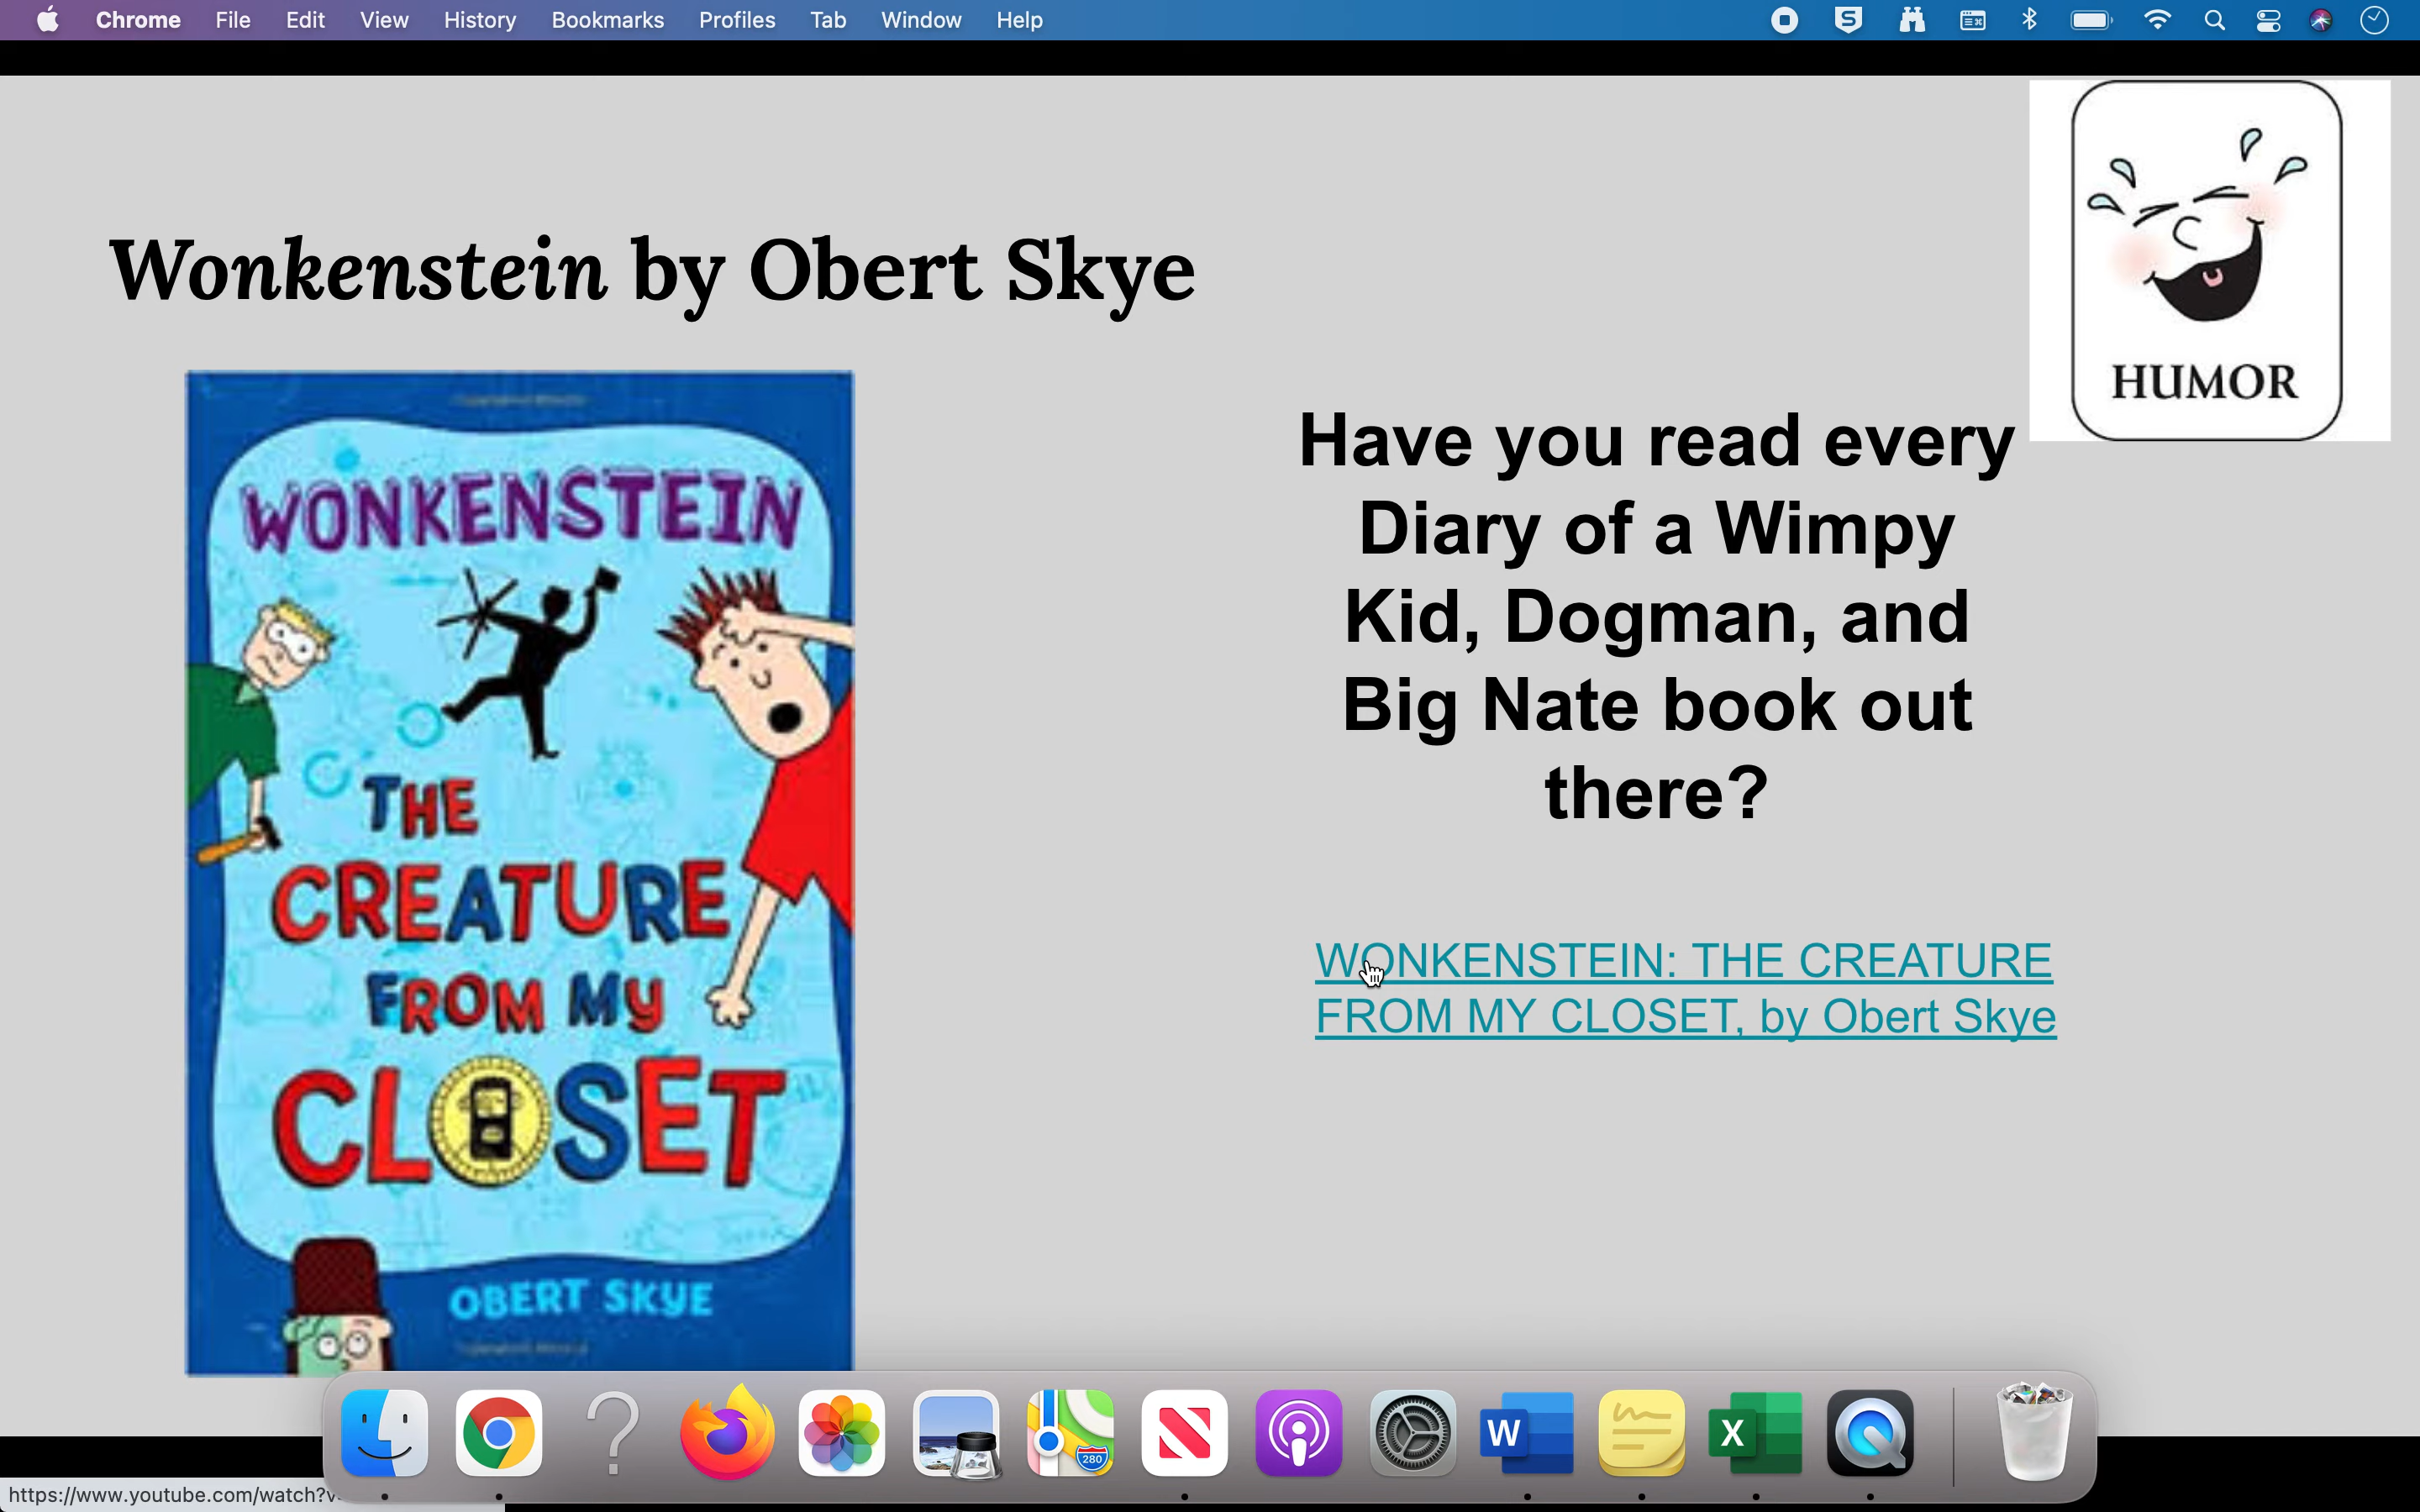 Chrome File Edit View History Bookmarks Profiles Tab Window Help
HUMOR
Wonkenstein by Obert Skye
WONKENSTEIN
THE
CREATURE
FROM MY
CLOSET
OBERT SKYE
Have you read every
Diary of a Wimpy
Kid, Dogman, and
Big Nate book out
there?
WONKENSTEIN: THE CREATURE
FROM MY CLOSET, by Obert Skye
280
W
X
https://www.youtube.com/watch?v